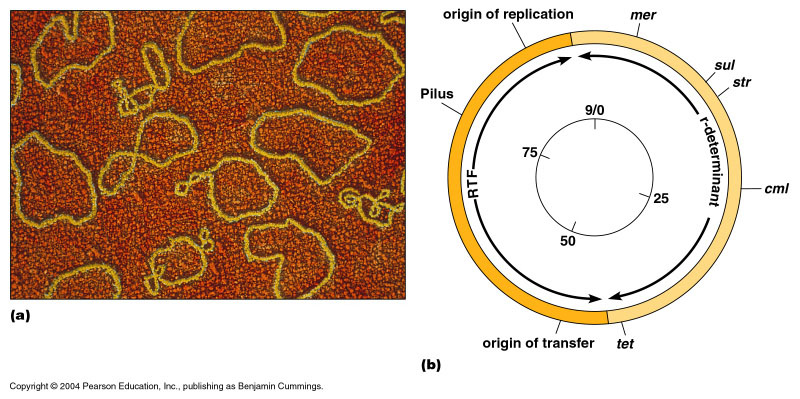 origin of replication
mer
sul
str
Pilus
9/0
r-determinant
75
RTF
cml
25
50
origin of transfer
tet
(a)
(b)
Copyright © 2004 Pearson Education, Inc., publishing as Benjamin Cummings.